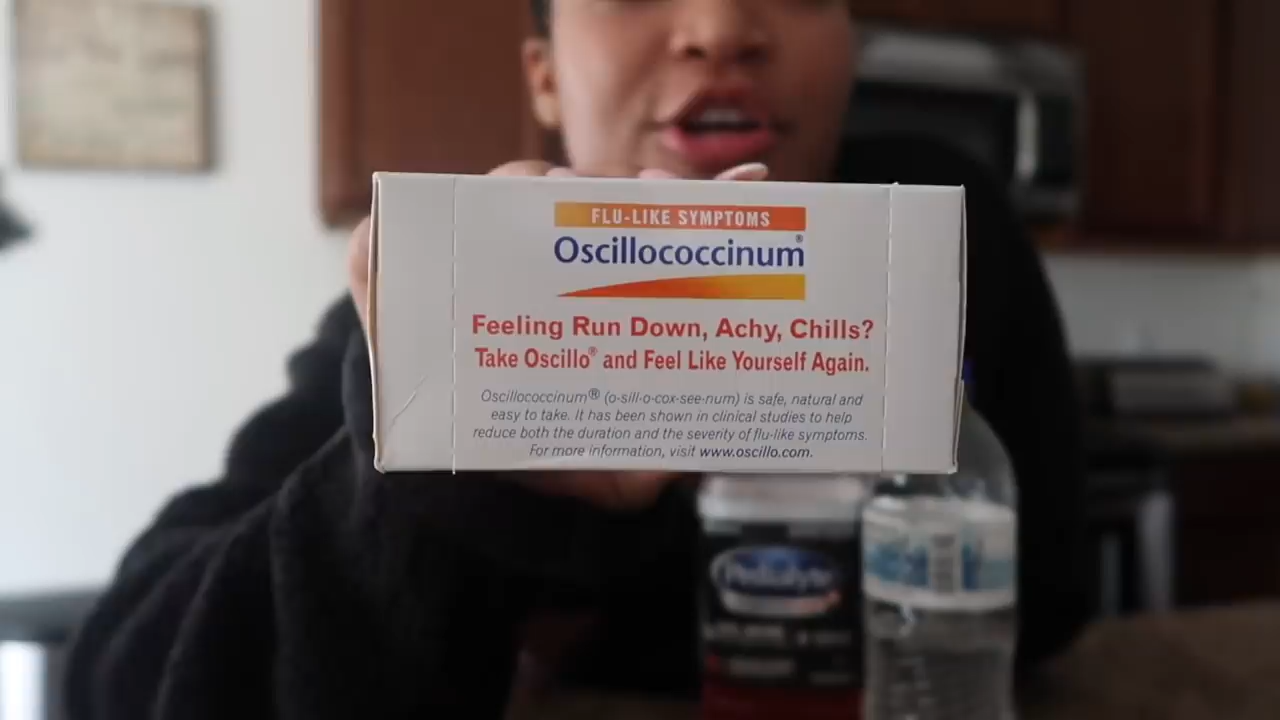 FLU-LIKE SYMPTOMS
Oscillococcinum®
Feeling Run Down, Achy, Chills?
Take Oscillo® and Feel Like Yourself Again.
Oscillococcinum® (o-sill-o-cox-see-num) is safe, natural and
easy to take. It has been shown in clinical studies to help
reduce both the duration and the severity of flu-like symptoms.
For more information, visit www.oscillo.com.
Pedialyte